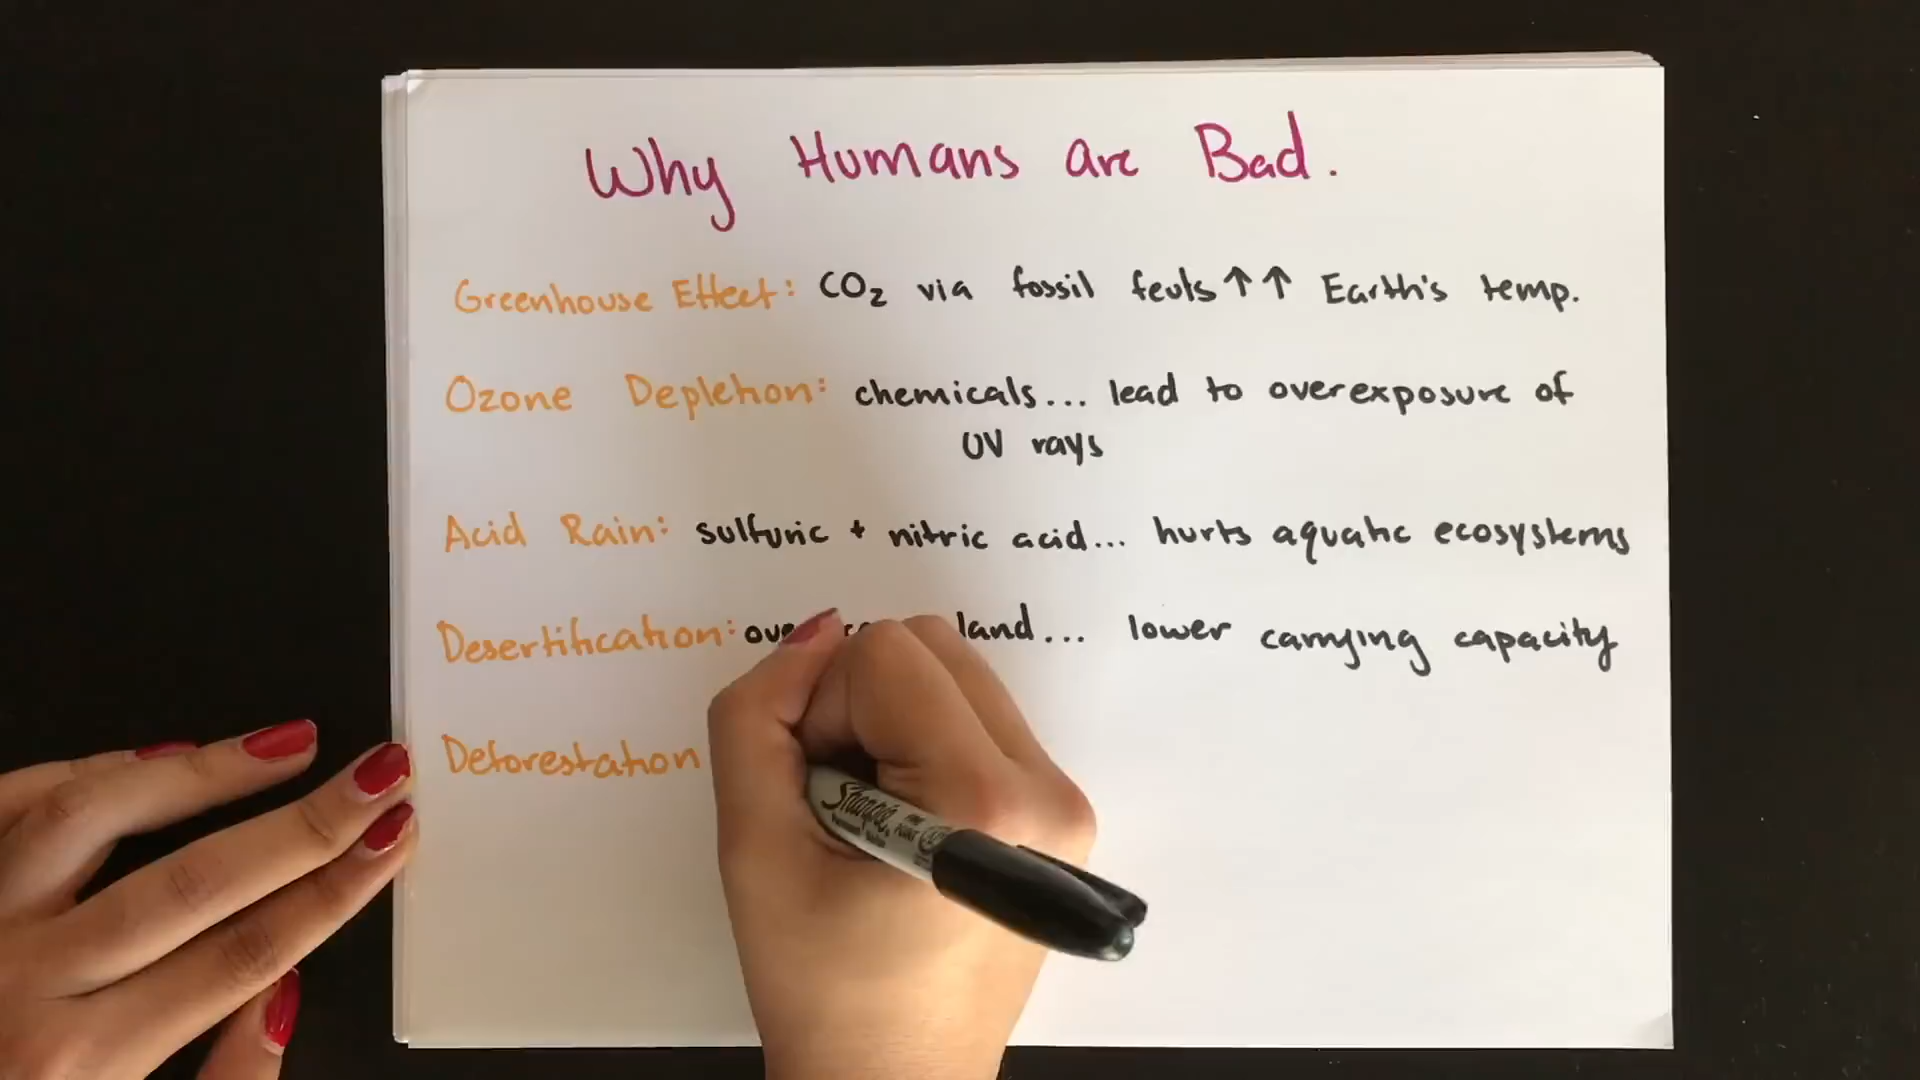 Why Humans are Bad.
Greenhouse Effect: CO₂ via fossil feuls ↑↑ Earth's temp.
Ozone Depletion: chemicals... lead to overexposure of
UV rays
Acid Rain: sulfuric + nitric acid... hurts aquatic ecosystems
Desertification: land... lower carrying capacity
Deforestation
Sharpie